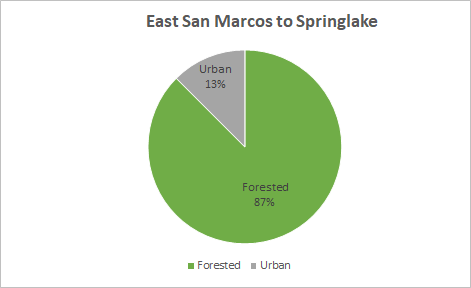 East San Marcos to Springlake
Urban
13%
Forested
87%
Forested Urban